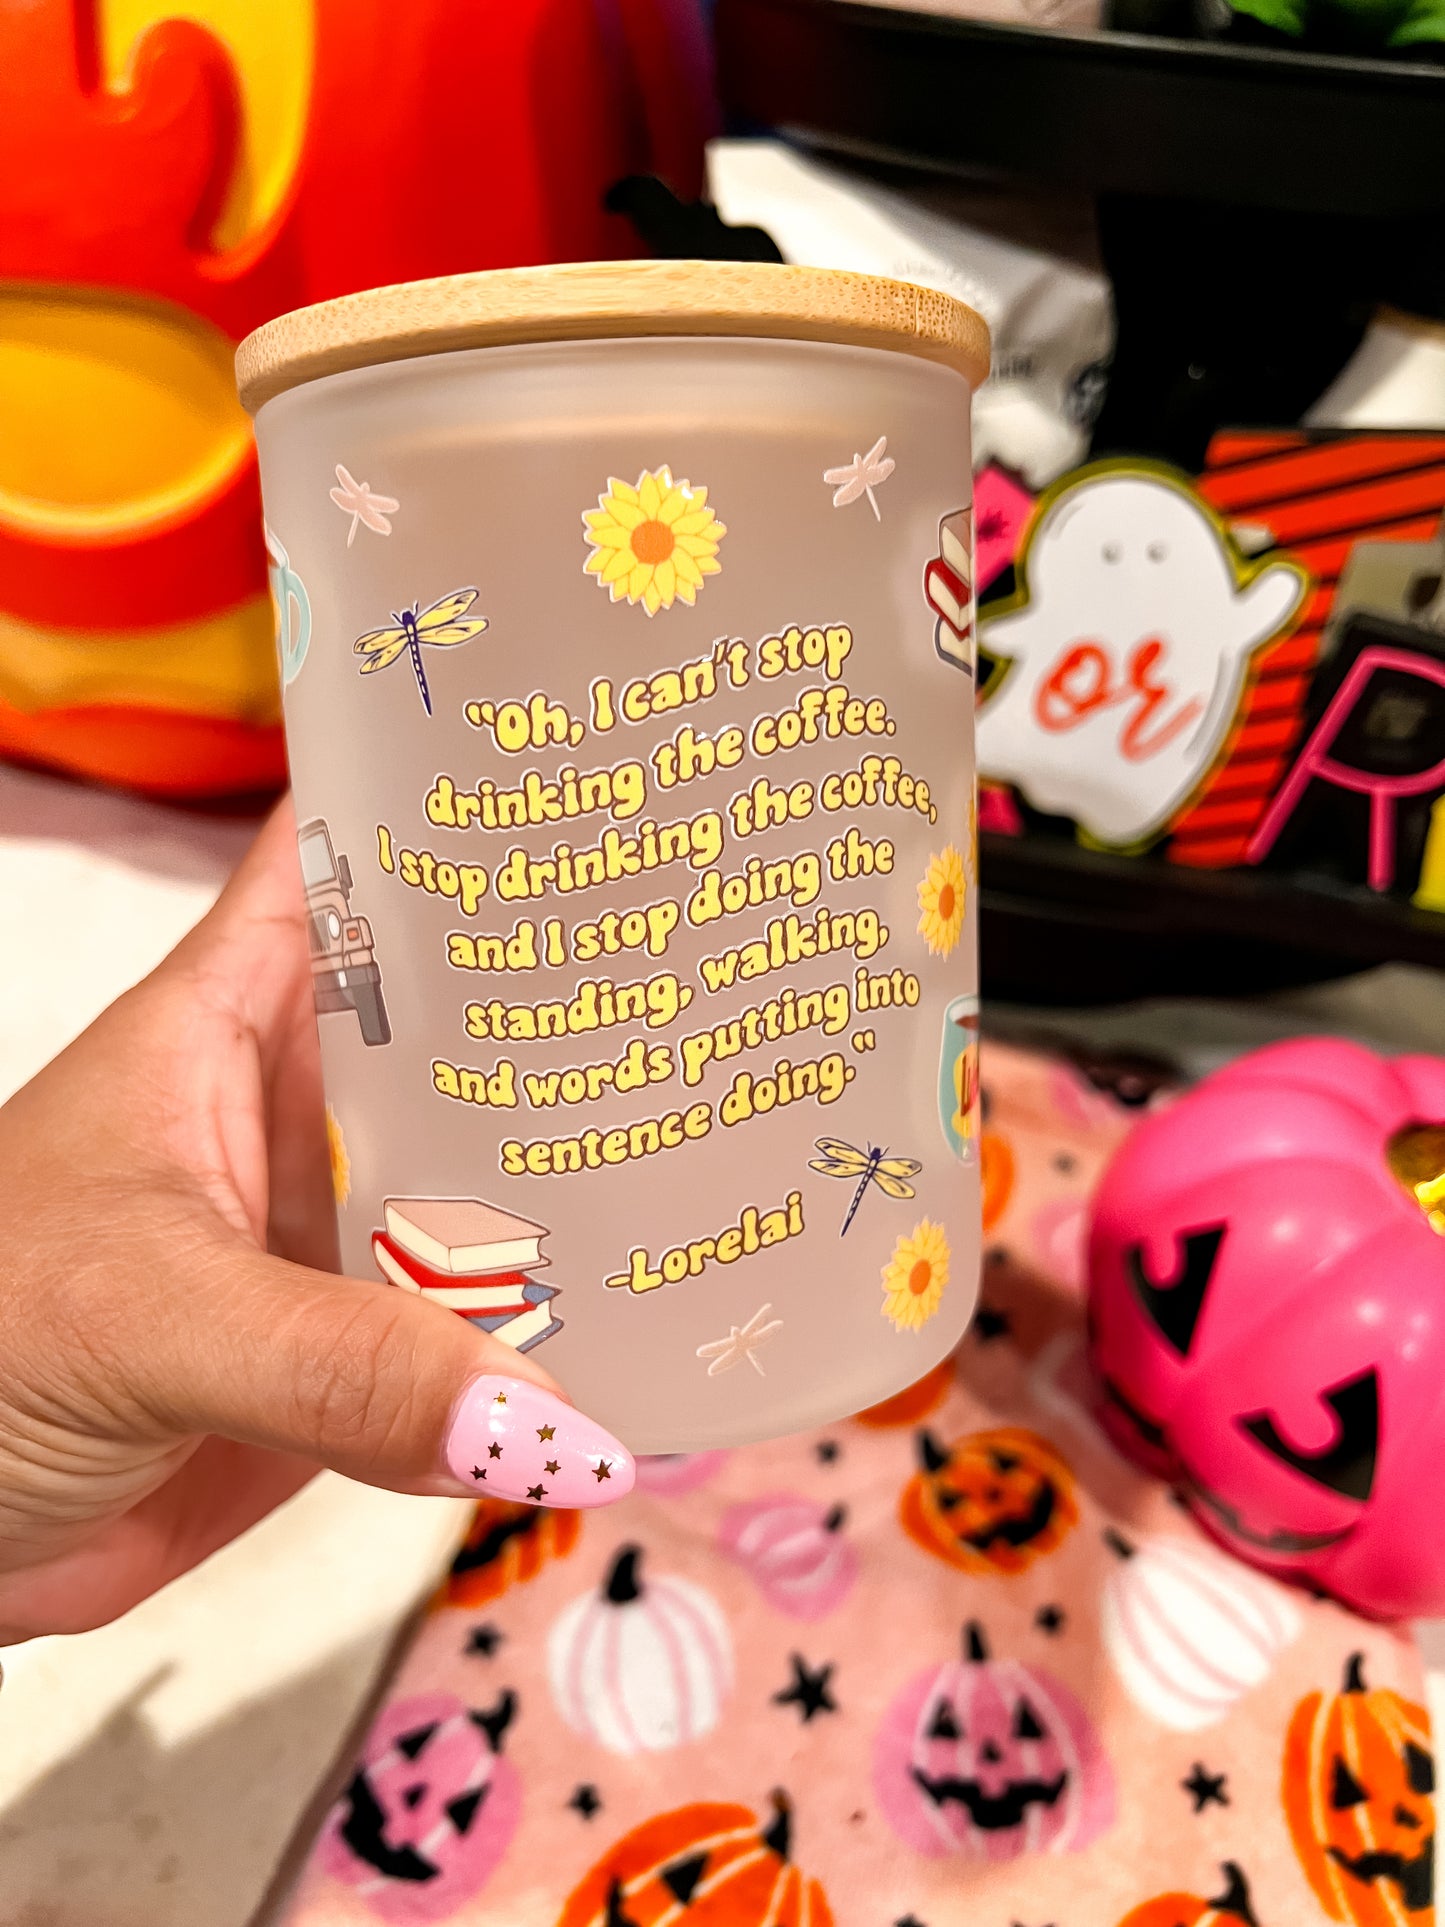 “Oh, I can't stop
drinking the coffee.
I stop drinking the coffee,
and I stop doing the
standing, walking,
and words putting into
sentence doing.“
-Lorelai
or